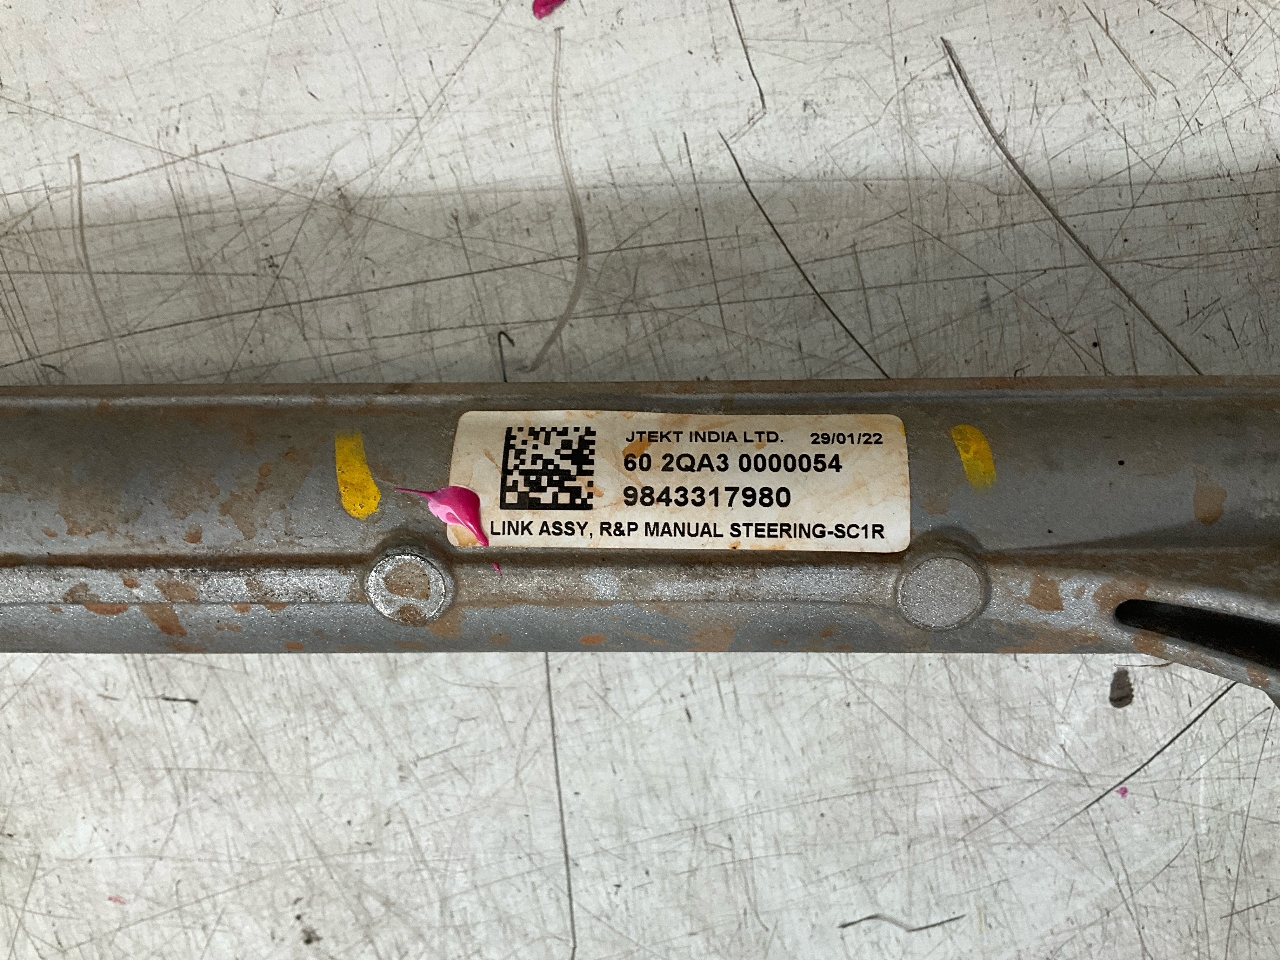 JTEKT INDIA LTD. 29/01/22
60 2QA3 0000054
9843317980
LINK ASSY, R&P MANUAL STEERING-SC1R